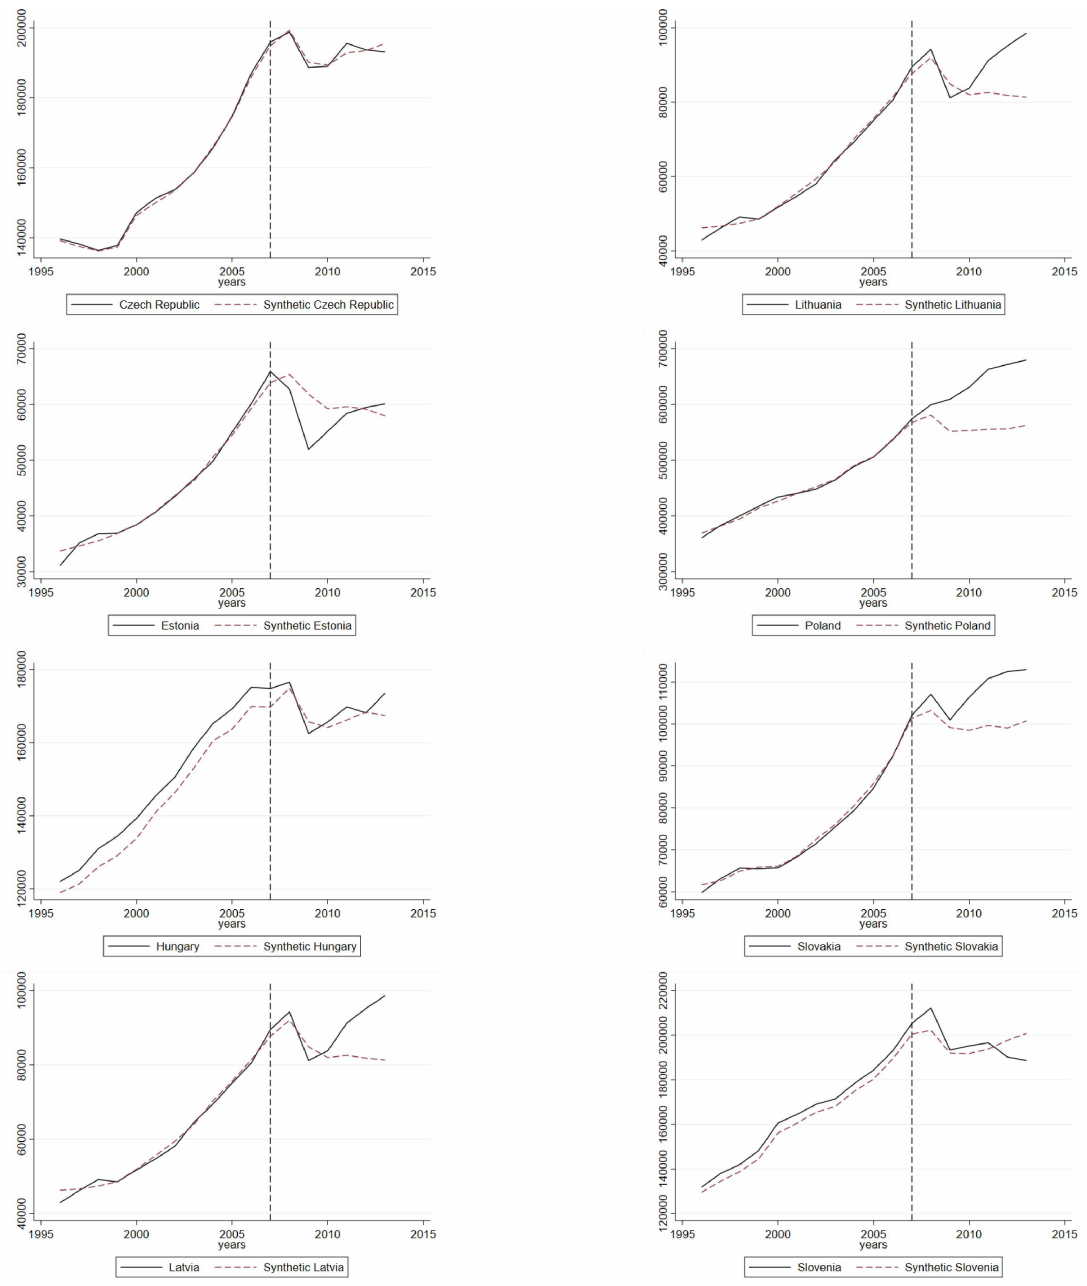 200000
180000
160000
140000
1995 2000 2005 2010 2015
years
Czech Republic Synthetic Czech Republic
100000
80000
60000
40000
1995 2000 2005 2010 2015
years
Lithuania Synthetic Lithuania
70000
60000
50000
40000
30000
1995 2000 2005 2010 2015
years
Estonia Synthetic Estonia
700000
600000
500000
400000
300000
1995 2000 2005 2010 2015
years
Poland Synthetic Poland
180000
160000
140000
120000
1995 2000 2005 2010 2015
years
Hungary Synthetic Hungary
110000
100000
90000
80000
70000
60000
1995 2000 2005 2010 2015
years
Slovakia Synthetic Slovakia
100000
80000
60000
40000
1995 2000 2005 2010 2015
years
Latvia Synthetic Latvia
220000
200000
180000
160000
140000
120000
1995 2000 2005 2010 2015
years
Slovenia Synthetic Slovenia